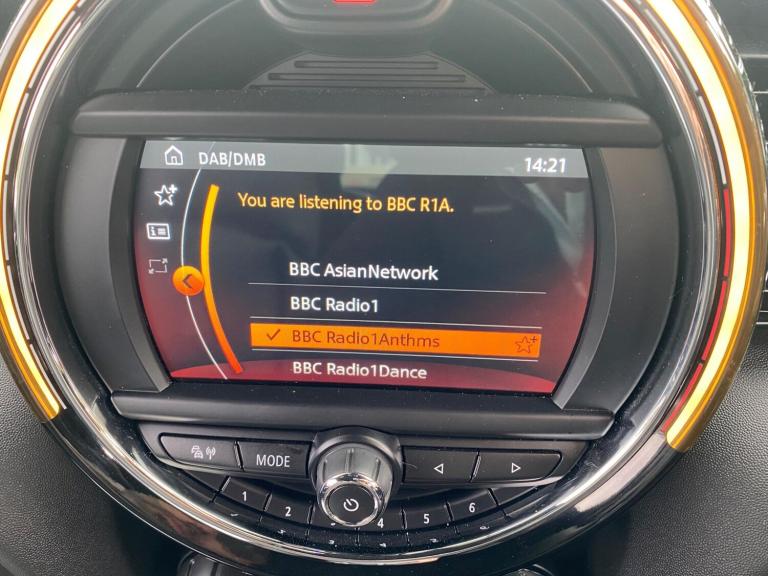 DAB/DMB 14:21
You are listening to BBC R1A.
BBC AsianNetwork
BBC Radio1
BBC Radio1Anthms
BBC Radio1Dance
MODE
1 2 3 4 5 6